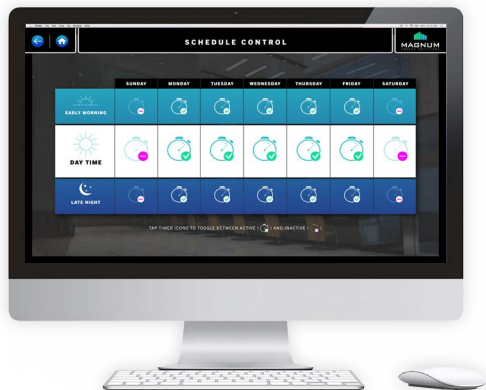 SCHEDULE CONTROL
MAGNUM
SUNDAY MONDAY TUESDAY WEDNESDAY THURSDAY FRIDAY SATURDAY
EARLY MORNING
DAY TIME
LATE NIGHT
TAP TIMER ICONS TO TOGGLE BETWEEN ACTIVE ( ) AND INACTIVE ( )